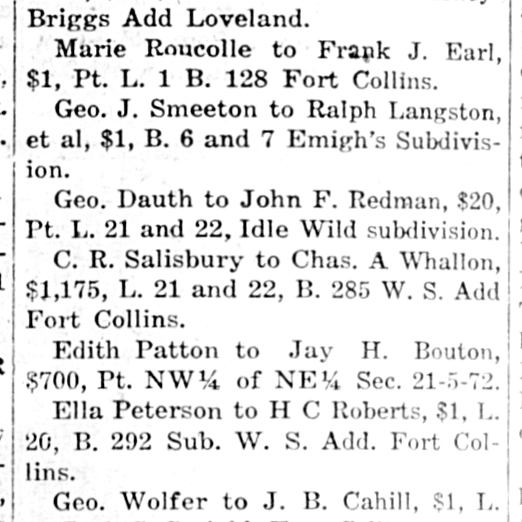 Briggs Add Loveland.
Marie Roucolle to Frank J. Earl,
$1, Pt. L. 1 B. 128 Fort Collins.
Geo. J. Smeeton to Ralph Langston,
et al, $1, B. 6 and 7 Emigh's Subdivis-
ion.
Geo. Dauth to John F. Redman, $20,
Pt. L. 21 and 22, Idle Wild subdivision.
C. R. Salisbury to Chas. A Whallon,
$1,175, L. 21 and 22, B. 285 W. S. Add
Fort Collins.
Edith Patton to Jay H. Bouton,
$700, Pt. NW¼ of NE¼ Sec. 21-5-72.
Ella Peterson to H C Roberts, $1, L.
20, B. 292 Sub. W. S. Add. Fort Col-
lins.
Geo. Wolfer to J. B. Cahill, $1, L.